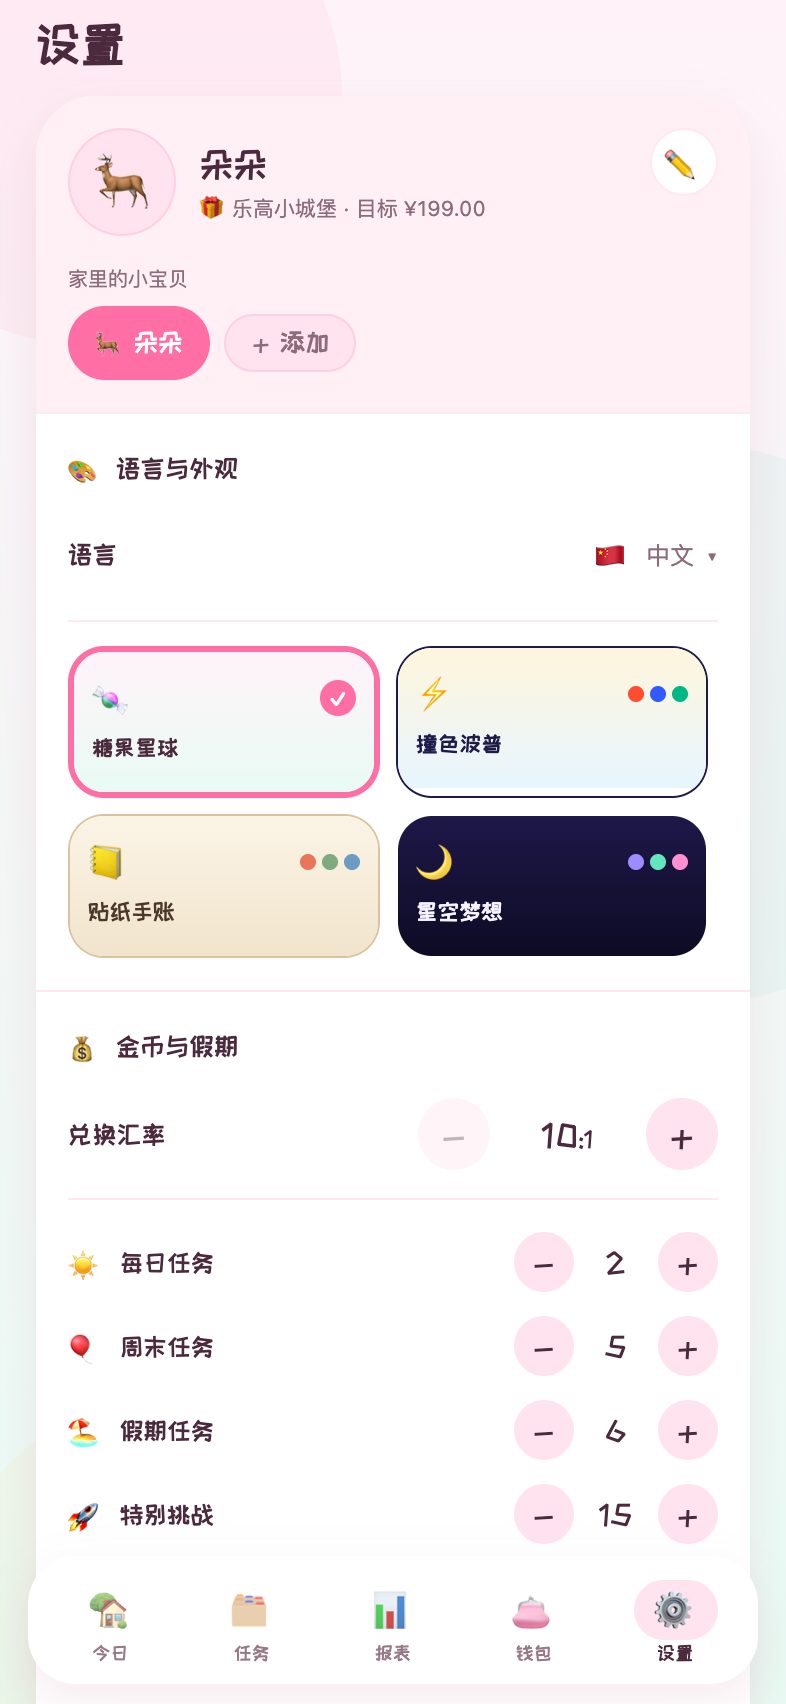 设置
朵朵
乐高小城堡 · 目标 ¥199.00
家里的小宝贝
朵朵
+ 添加
语言与外观
语言
中文 ▾
糖果星球
撞色波普
贴纸手账
星空梦想
金币与假期
兑换汇率
− 10:1 +
每日任务
− 2 +
周末任务
− 5 +
假期任务
− 6 +
特别挑战
− 15 +
今日
任务
报表
钱包
设置